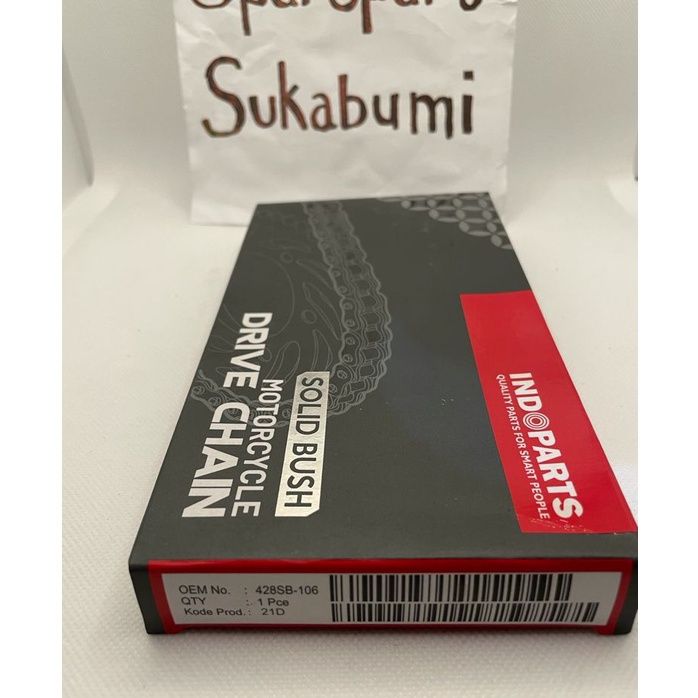 Sparepart
Sukabumi
INDOPARTS
QUALITY PARTS FOR SMART PEOPLE
SOLID BUSH
MOTORCYCLE
DRIVE CHAIN
OEM No. : 428SB-106
QTY : 1 Pce
Kode Prod. : 21D